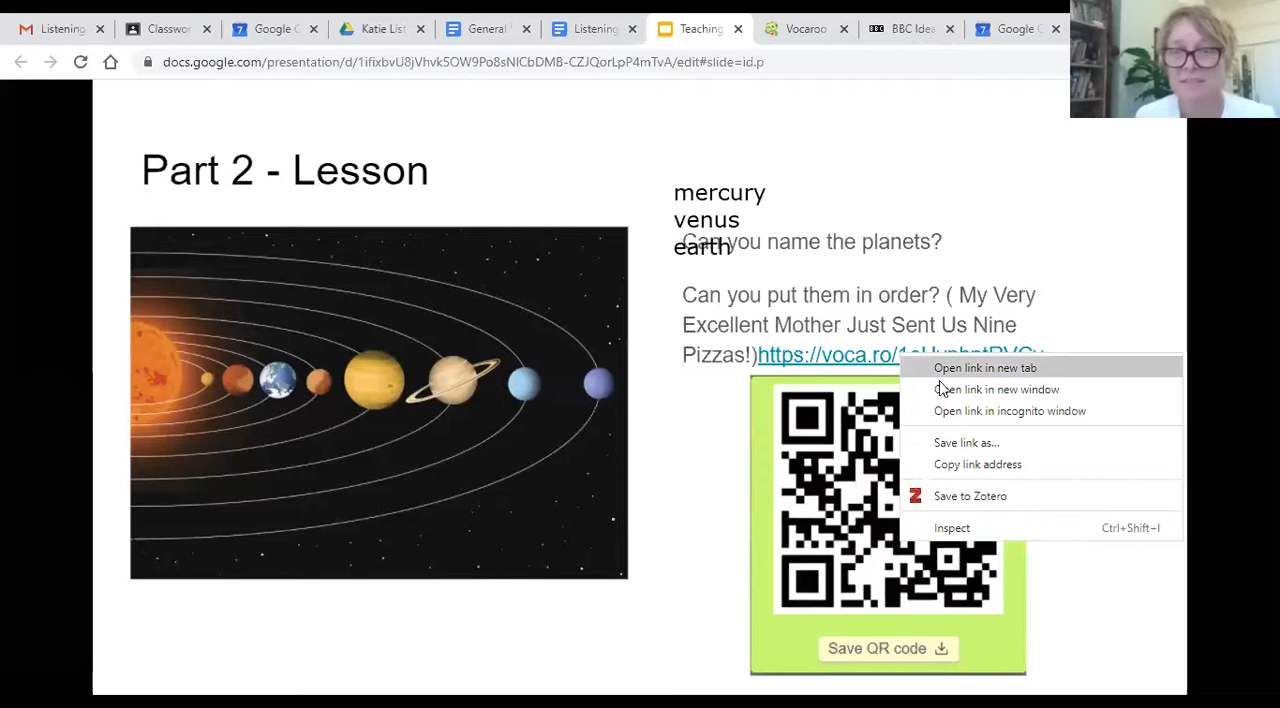 Listening
Classwor
Google C
Katie List
General
Listening
Teaching
Vocaroo
BBC Idea
Google C
docs.google.com/presentation/d/1ifixbvU8jVhvk5OW9Po8sNlCbDMB-CZJQorLpP4mTvA/edit#slide=id.p
Part 2 - Lesson
mercury
venus
earth
Can you name the planets?
Can you put them in order? ( My Very
Excellent Mother Just Sent Us Nine
Pizzas!)https://voca.ro/
Open link in new tab
Open link in new window
Open link in incognito window
Save link as...
Copy link address
Save to Zotero
Inspect Ctrl+Shift+I
Save QR code